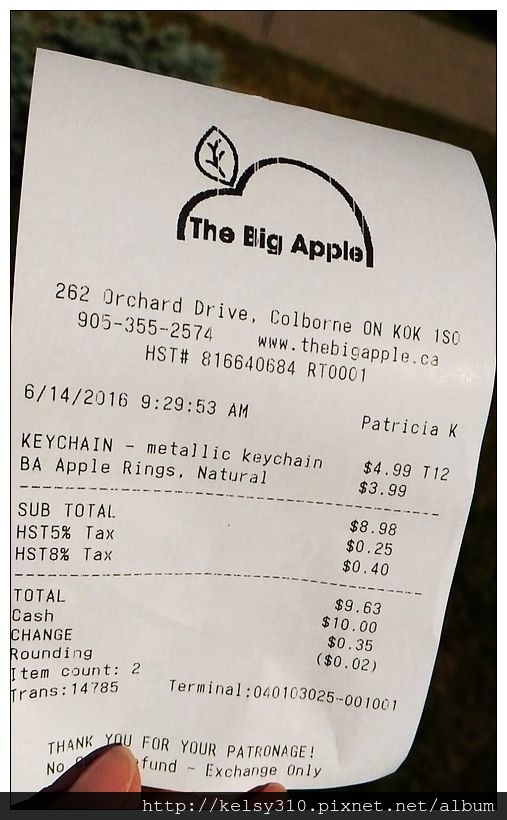 The Big Apple
262 Orchard Drive, Colborne ON K0K 1S0
905-355-2574 www.thebigapple.ca
HST# 816640684 RT0001
6/14/2016 9:29:53 AM Patricia K
KEYCHAIN - metallic keychain $4.99 T12
BA Apple Rings, Natural $3.99
SUB TOTAL $8.98
HST5% Tax $0.25
HST8% Tax $0.40
TOTAL $9.63
Cash $10.00
CHANGE $0.35
Rounding ($0.02)
Item count: 2
Trans:14785 Terminal:040103025-001001
THANK YOU FOR YOUR PATRONAGE!
No efund - Exchange Only
http://kelsy310.pixnet.net/album